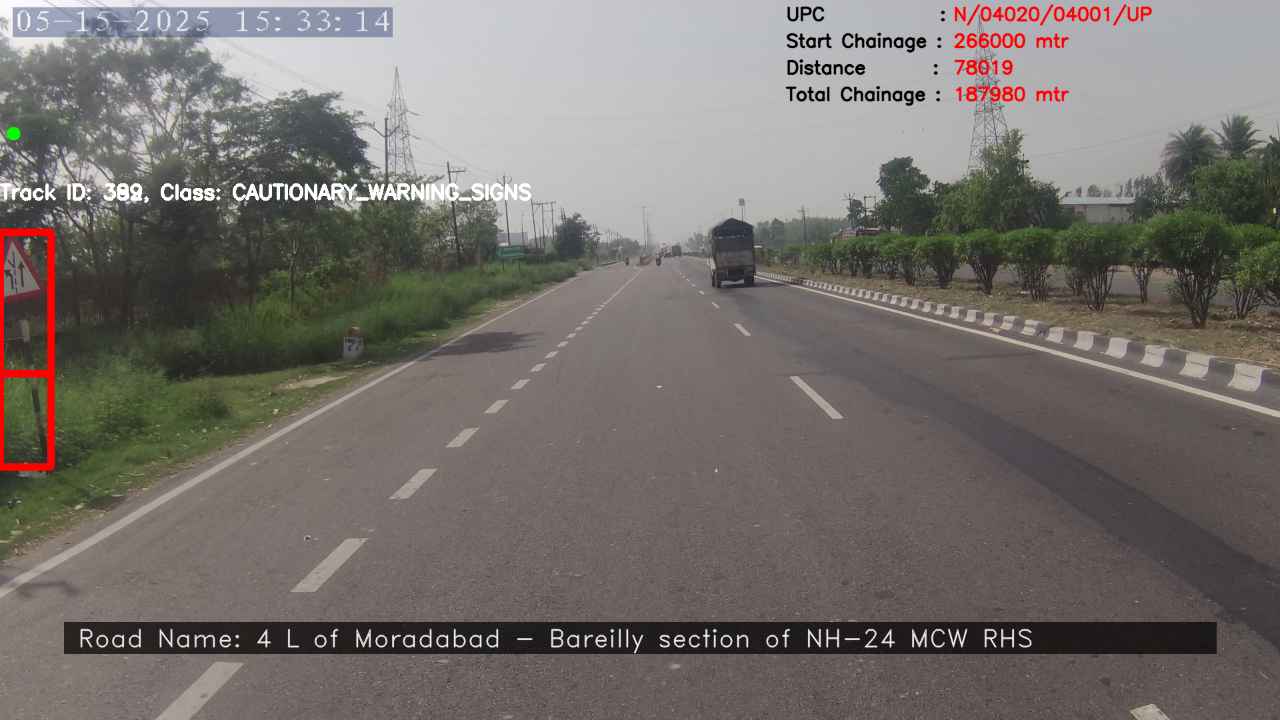 05-15-2025 15:33:14
UPC : N/04020/04001/UP
Start Chainage : 266000 mtr
Distance : 78019
Total Chainage : 187980 mtr
Track ID: 389, Class: CAUTIONARY_WARNING_SIGNS
Road Name: 4 L of Moradabad - Bareilly section of NH-24 MCW RHS